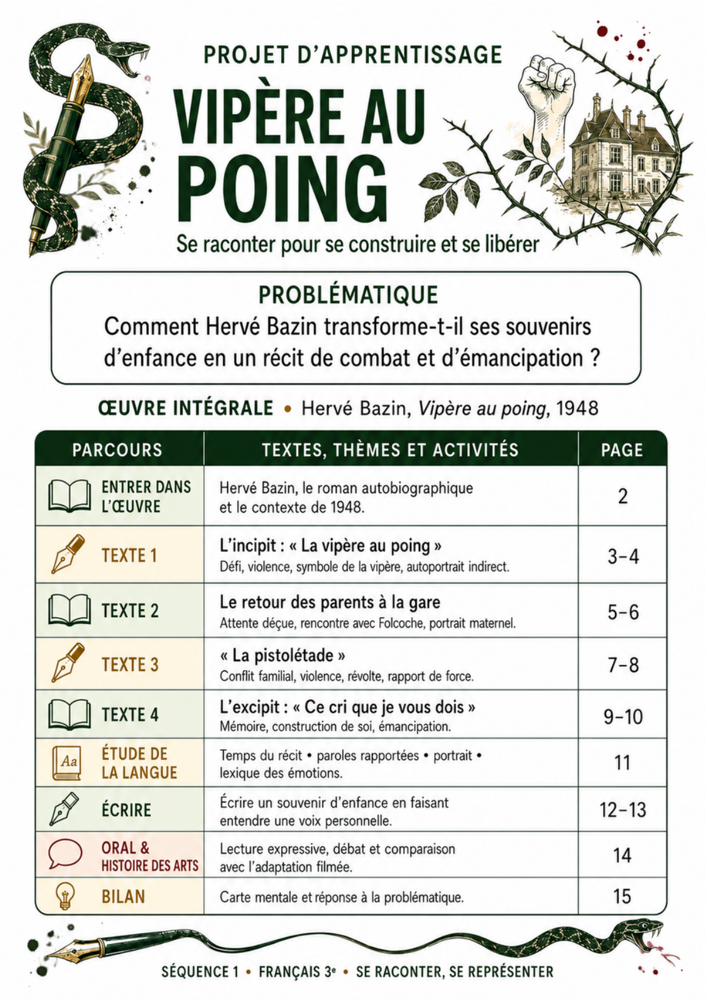 PROJET D'APPRENTISSAGE
VIPÈRE AU
POING
Se raconter pour se construire et se libérer
PROBLÉMATIQUE
Comment Hervé Bazin transforme-t-il ses souvenirs
d'enfance en un récit de combat et d'émancipation ?
ŒUVRE INTÉGRALE • Hervé Bazin, Vipère au poing, 1948
PARCOURS TEXTES, THÈMES ET ACTIVITÉS PAGE
ENTRER DANS
L'ŒUVRE
Hervé Bazin, le roman autobiographique
et le contexte de 1948.
2
TEXTE 1
L'incipit : « La vipère au poing »
Défi, violence, symbole de la vipère, autoportrait indirect.
3–4
TEXTE 2
Le retour des parents à la gare
Attente déçue, rencontre avec Folcoche, portrait maternel.
5–6
TEXTE 3
« La pistolétade »
Conflit familial, violence, révolte, rapport de force.
7–8
TEXTE 4
L'excipit : « Ce cri que je vous dois »
Mémoire, construction de soi, émancipation.
9–10
Aa
ÉTUDE DE
LA LANGUE
Temps du récit • paroles rapportées • portrait •
lexique des émotions.
11
ÉCRIRE
Écrire un souvenir d'enfance en faisant
entendre une voix personnelle.
12–13
ORAL &
HISTOIRE DES ARTS
Lecture expressive, débat et comparaison
avec l'adaptation filmée.
14
BILAN
Carte mentale et réponse à la problématique.
15
SÉQUENCE 1 • FRANÇAIS 3e • SE RACONTER, SE REPRÉSENTER